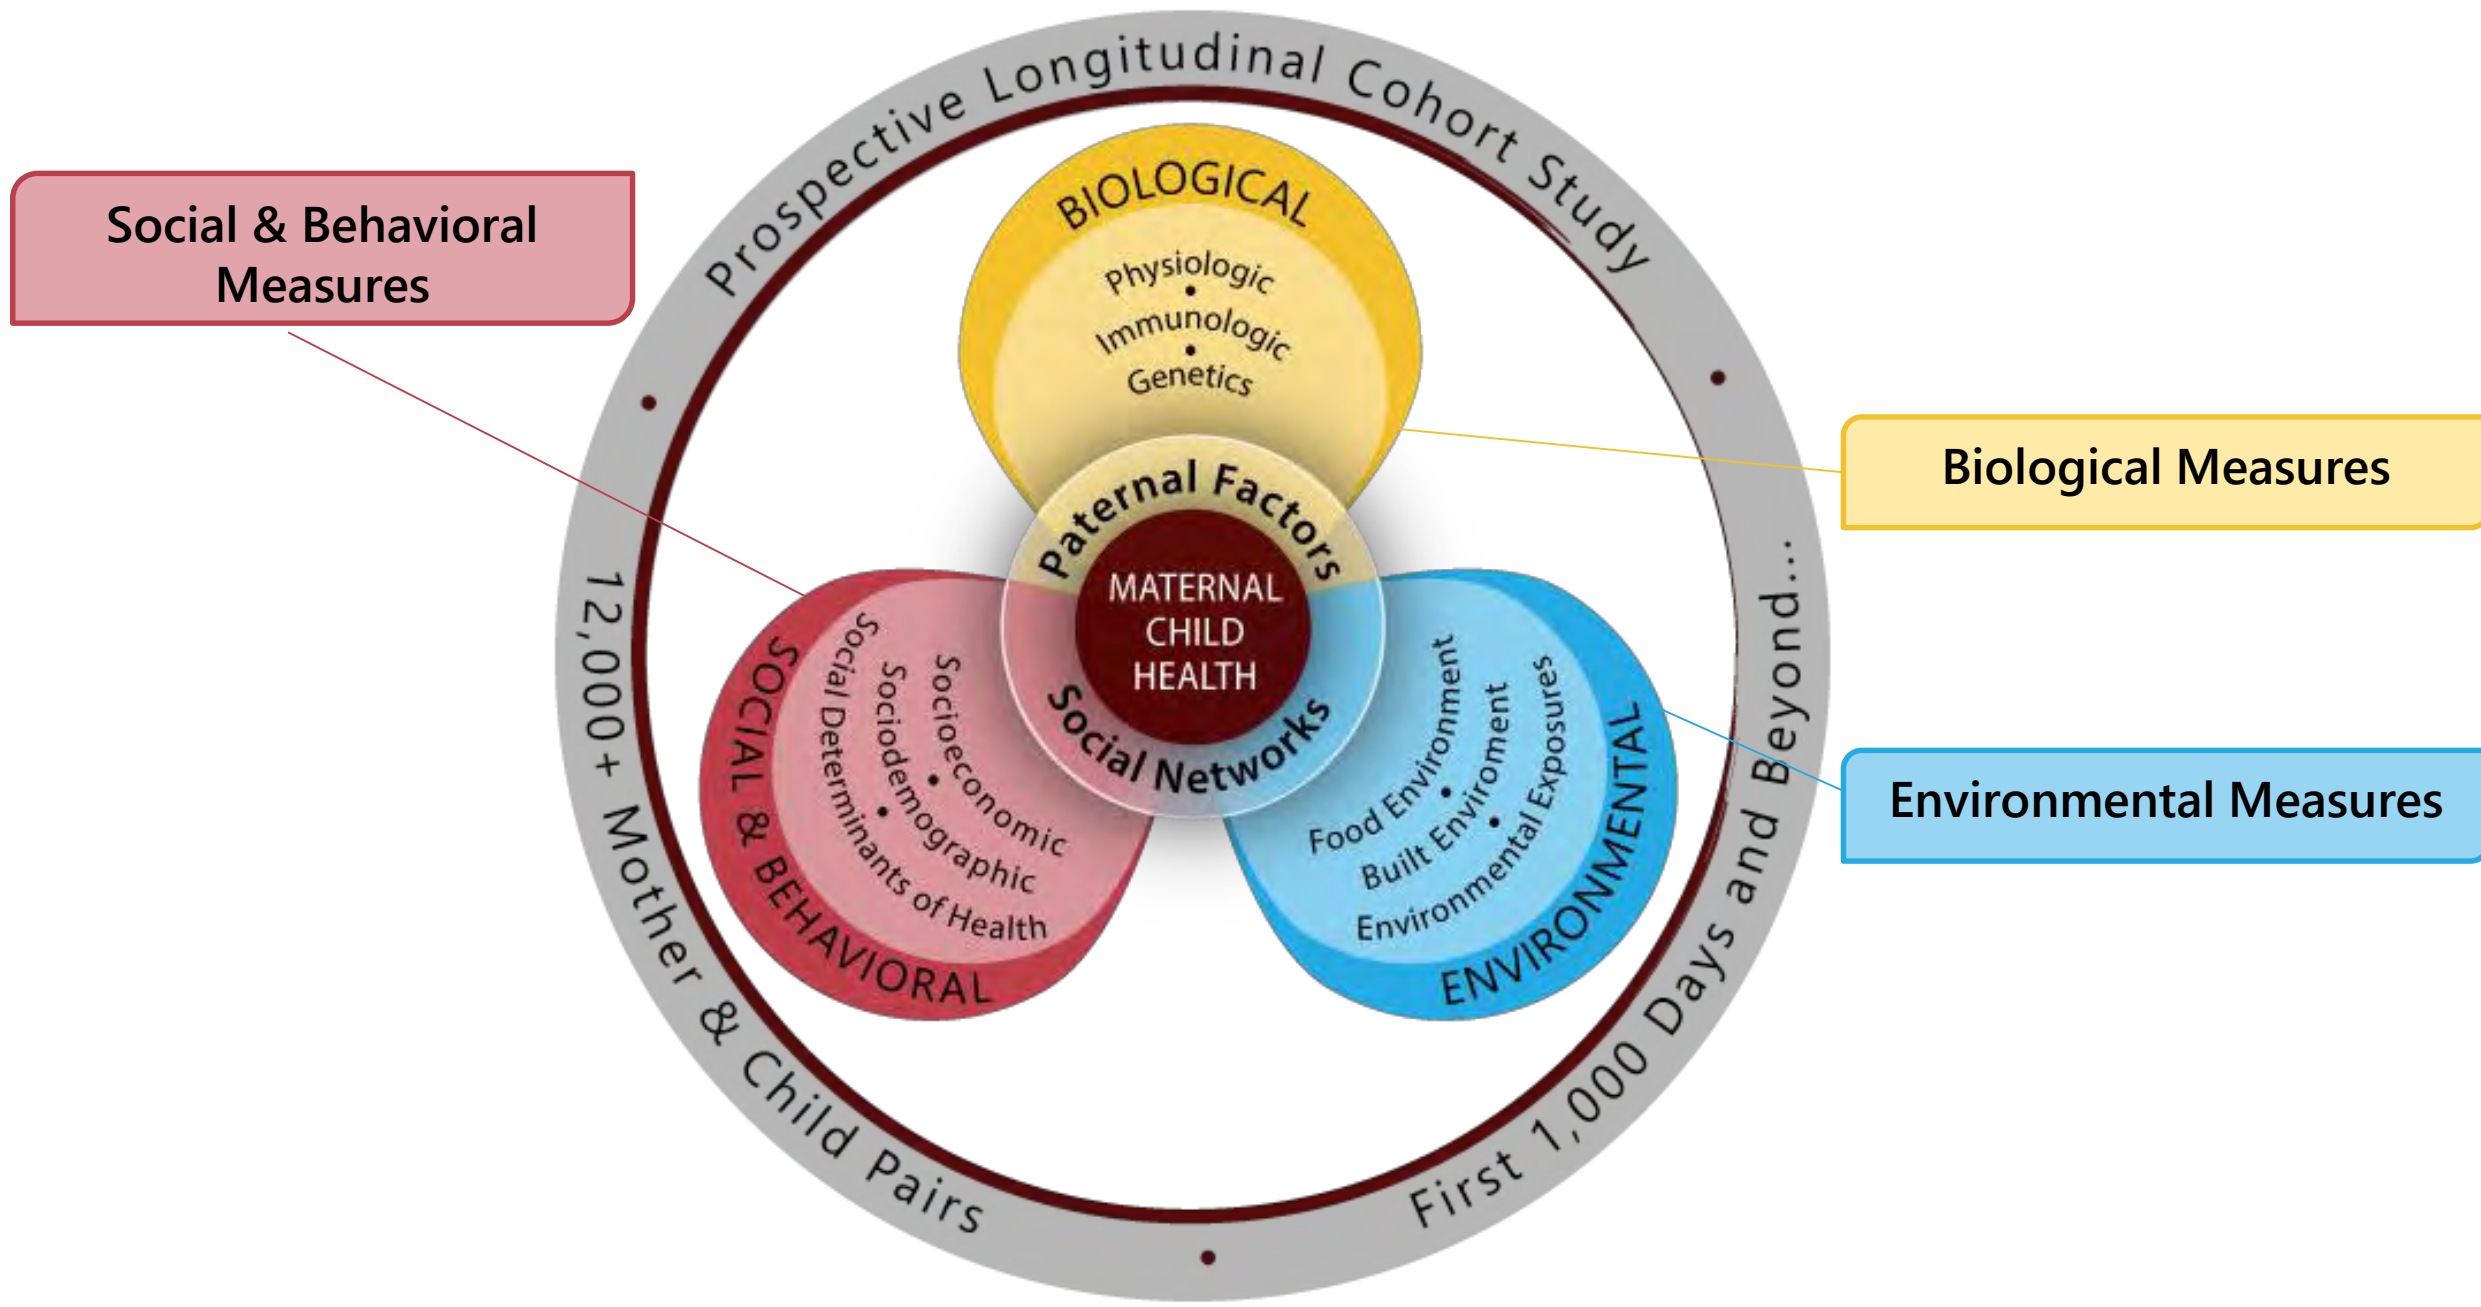 Prospective Longitudinal Cohort Study
Social & Behavioral
Measures
BIOLOGICAL
Physiologic
Immunologic
Genetics
Biological Measures
Paternal Factors
MATERNAL
CHILD
HEALTH
Social Networks
SOCIAL & BEHAVIORAL
Social Determinants of Health
Sociodemographic
Socioeconomic
Food Environment
Built Enviroment
Environmental Exposures
ENVIRONMENTAL
Environmental Measures
12,000+ Mother & Child Pairs
First 1,000 Days and Beyond...